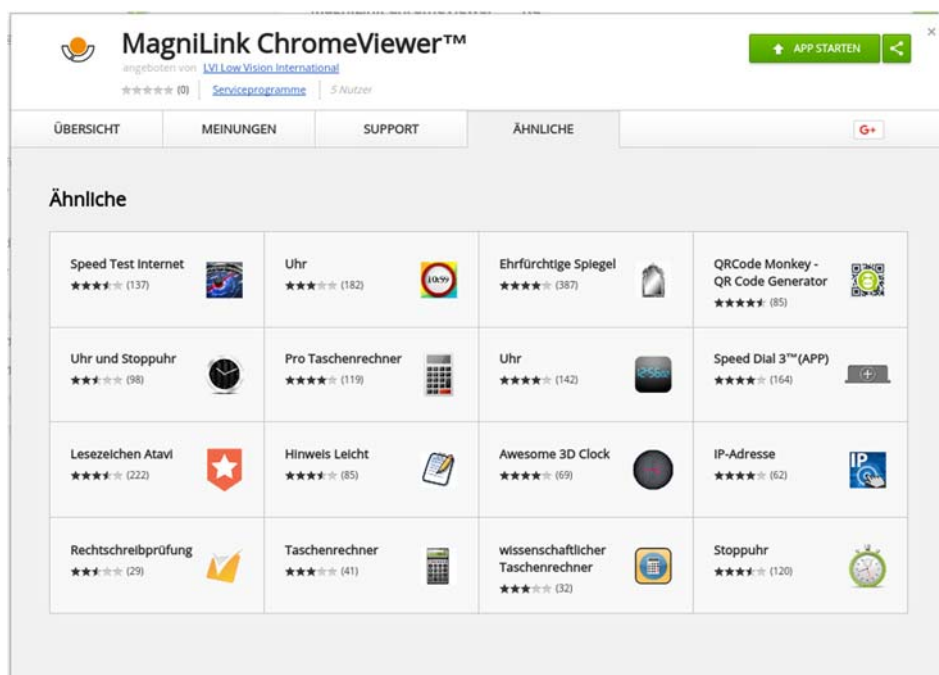 MagniLink ChromeViewer™
angeboten von LVI Low Vision International
(0) Serviceprogramme 5 Nutzer
APP STARTEN
ÜBERSICHT MEINUNGEN SUPPORT ÄHNLICHE G+
Ähnliche
Speed Test Internet
(137)
Uhr
(182)
10:59
Ehrfürchtige Spiegel
(387)
QRCode Monkey -
QR Code Generator
(85)
Uhr und Stoppuhr
(98)
Pro Taschenrechner
(119)
Uhr
(142)
Speed Dial 3™(APP)
(164)
Lesezeichen Atavi
(222)
Hinweis Leicht
(85)
Awesome 3D Clock
(69)
IP-Adresse
(62)
IP
Rechtschreibprüfung
(29)
Taschenrechner
(41)
wissenschaftlicher
Taschenrechner
(32)
Stoppuhr
(120)